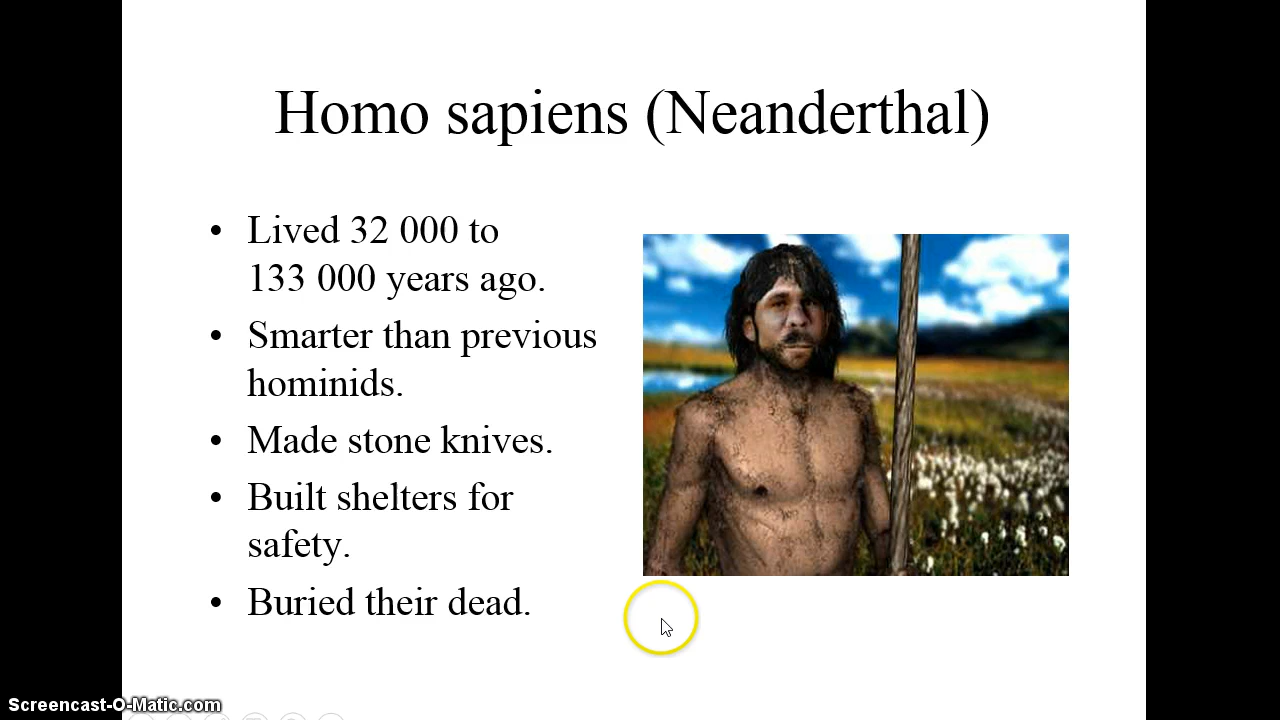 Homo sapiens (Neanderthal)
• Lived 32 000 to
133 000 years ago.
• Smarter than previous
hominids.
• Made stone knives.
• Built shelters for
safety.
• Buried their dead.
Screencast-O-Matic.com